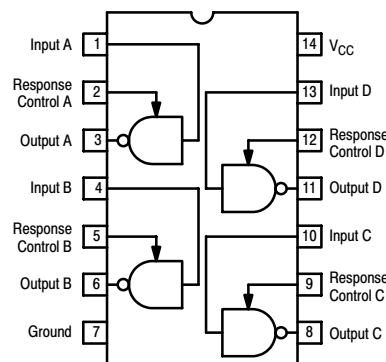 Input A
1
14
VCC
Response
Control A
2
13
Input D
Output A
3
12
Response
Control D
Input B
4
11
Output D
Response
Control B
5
10
Input C
Output B
6
9
Response
Control C
Ground
7
8
Output C